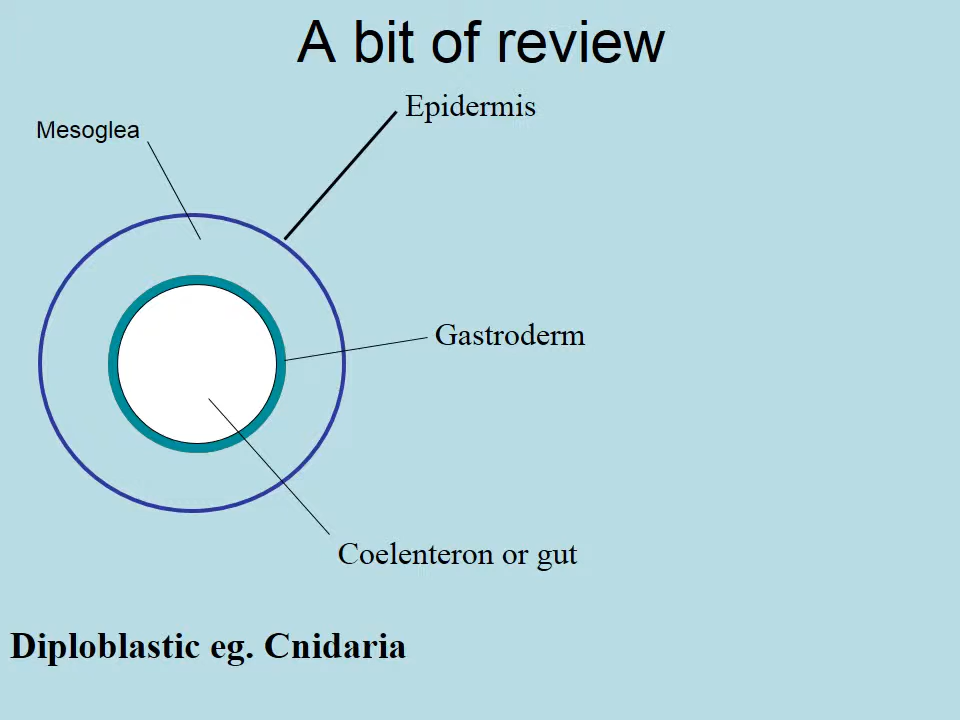 A bit of review
Epidermis
Mesoglea
Gastroderm
Coelenteron or gut
Diploblastic eg. Cnidaria